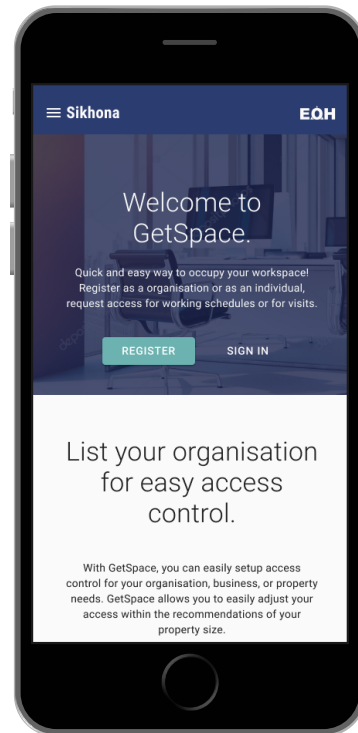 Sikhona
EOH
Welcome to
GetSpace.
Quick and easy way to occupy your workspace!
Register as a organisation or as an individual,
request access for working schedules or for visits.
REGISTER
SIGN IN
List your organisation
for easy access
control.
With GetSpace, you can easily setup access
control for your organisation, business, or property
needs. GetSpace allows you to easily adjust your
access within the recommendations of your
property size.